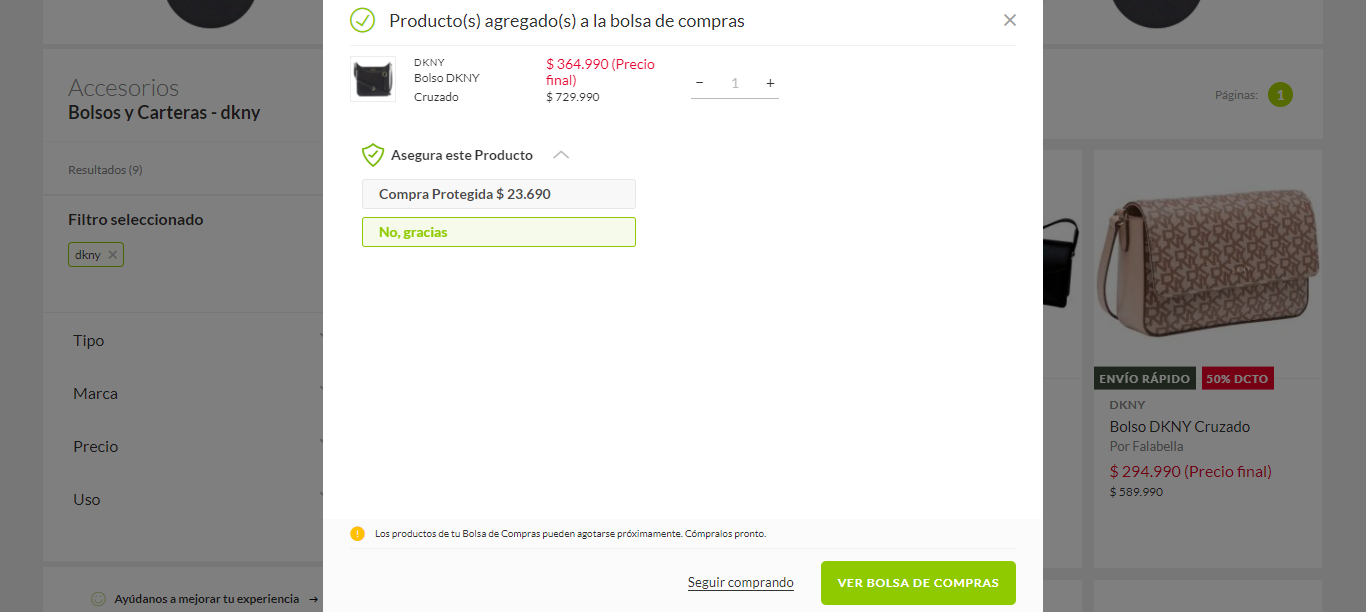 Producto(s) agregado(s) a la bolsa de compras
DKNY
Bolso DKNY
Cruzado
$ 364.990 (Precio
final)
$ 729.990
− 1 +
Asegura este Producto
Compra Protegida $ 23.690
No, gracias
Los productos de tu Bolsa de Compras pueden agotarse próximamente. Cómpralos pronto.
Seguir comprando
VER BOLSA DE COMPRAS
Accesorios
Bolsos y Carteras - dkny
Resultados (9)
Filtro seleccionado
dkny
Tipo
Marca
Precio
Uso
Ayúdanos a mejorar tu experiencia →
Páginas: 1
ENVÍO RÁPIDO 50% DCTO
DKNY
Bolso DKNY Cruzado
Por Falabella
$ 294.990 (Precio final)
$ 589.990